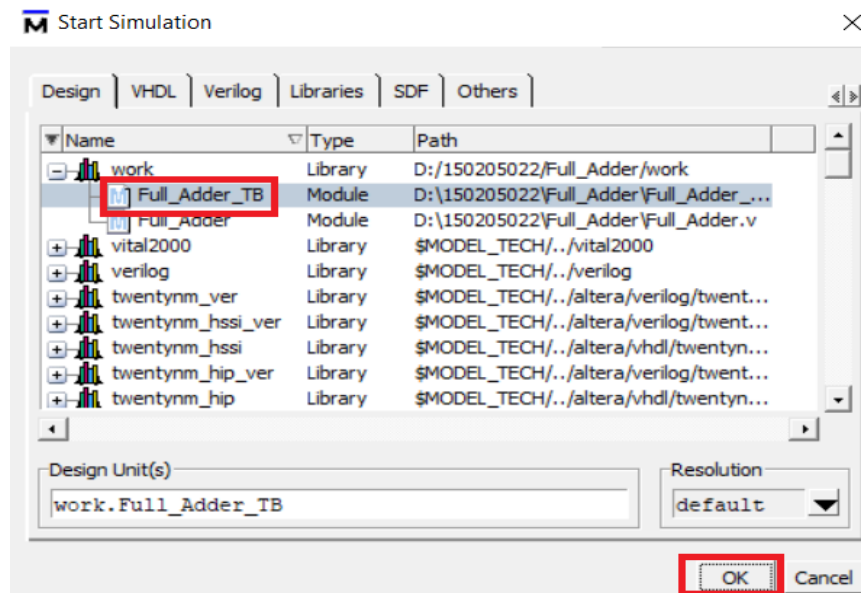 Start Simulation
Design VHDL Verilog Libraries SDF Others
Name Type Path
work Library D:/150205022/Full_Adder/work
Full_Adder_TB Module D:\150205022\Full_Adder\Full_Adder_...
Full_Adder Module D:\150205022\Full_Adder\Full_Adder.v
vital2000 Library $MODEL_TECH/../vital2000
verilog Library $MODEL_TECH/../verilog
twentynm_ver Library $MODEL_TECH/../altera/verilog/twent...
twentynm_hssi_ver Library $MODEL_TECH/../altera/verilog/twent...
twentynm_hssi Library $MODEL_TECH/../altera/vhdl/twentyn...
twentynm_hip_ver Library $MODEL_TECH/../altera/verilog/twent...
twentynm_hip Library $MODEL_TECH/../altera/vhdl/twentyn...
Design Unit(s) Resolution
work.Full_Adder_TB default
OK Cancel